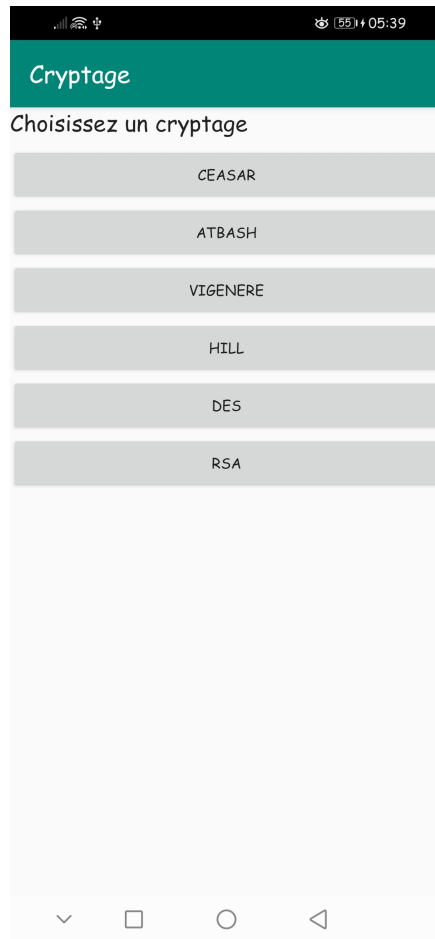 55 05:39
Cryptage
Choisissez un cryptage
CEASAR
ATBASH
VIGENERE
HILL
DES
RSA